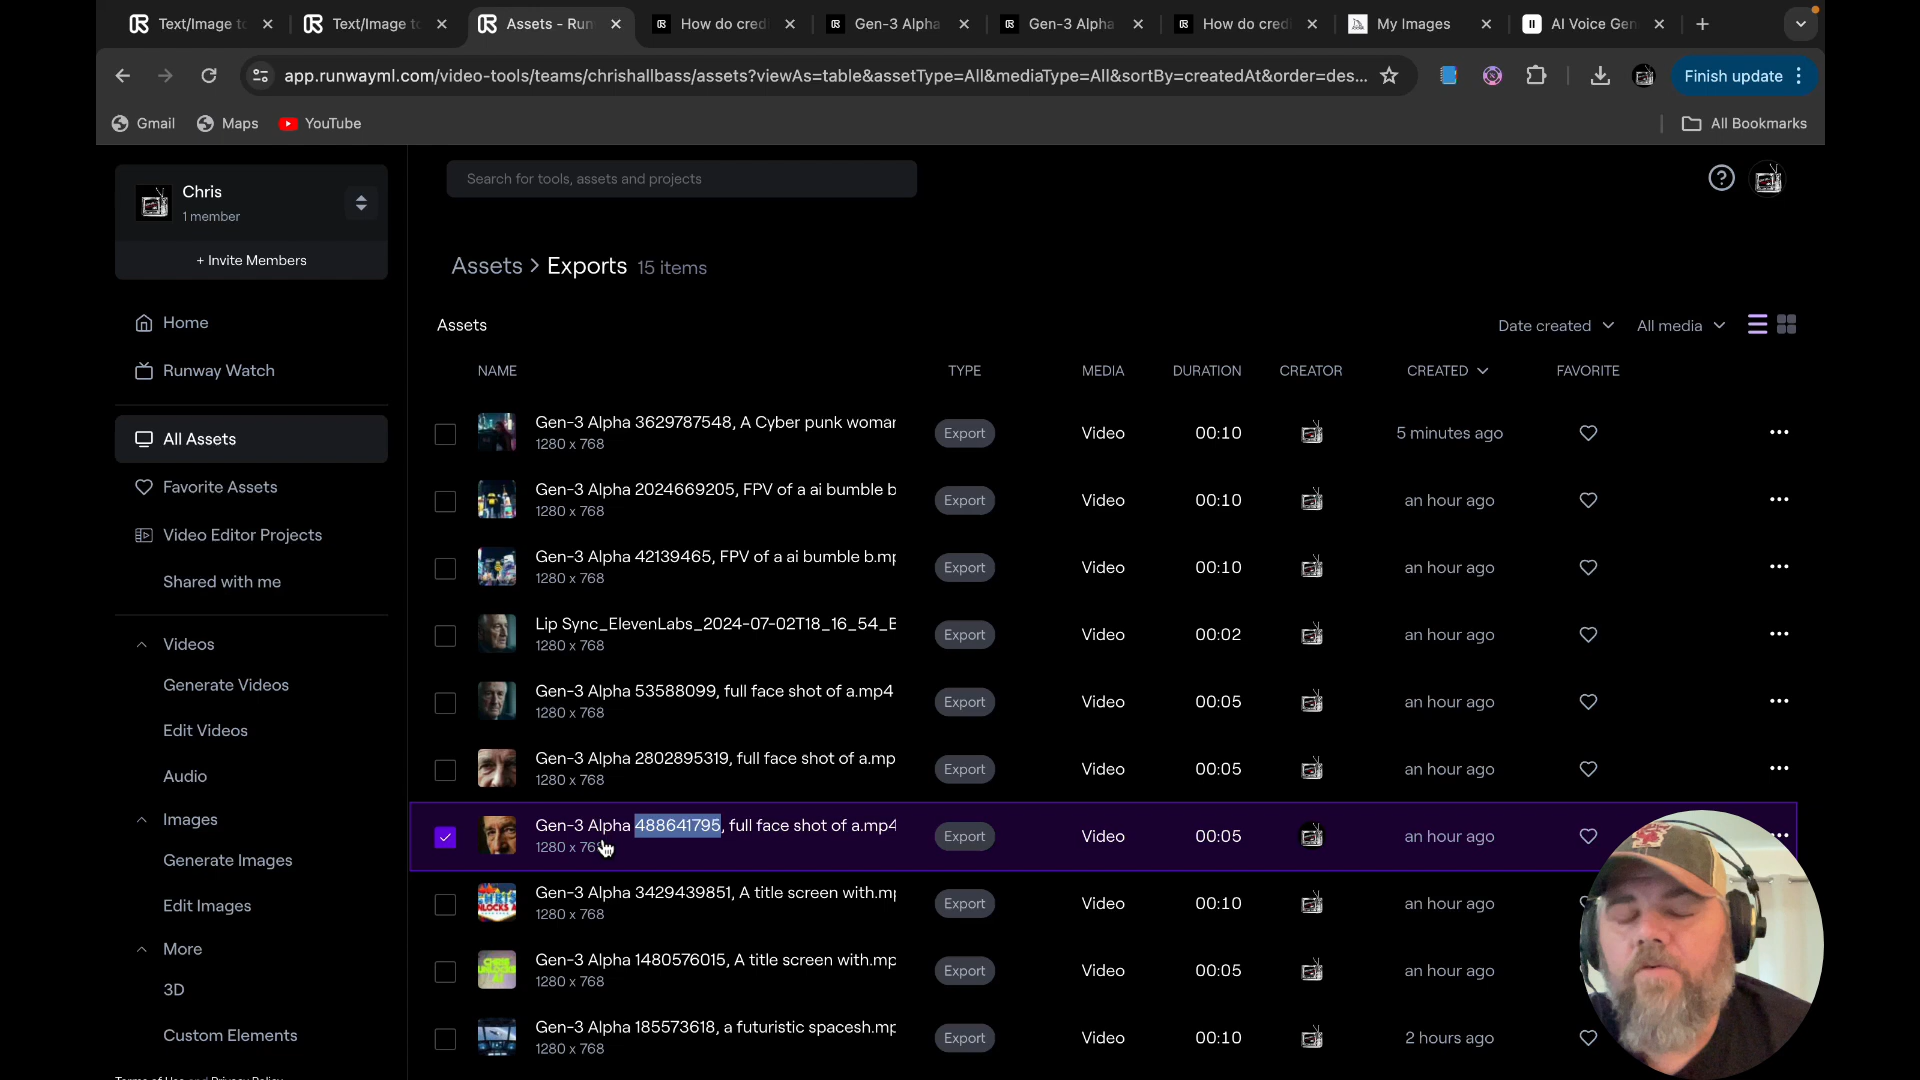 Text/Image to
Text/Image to
Assets - Run
How do cred
Gen-3 Alpha
Gen-3 Alpha
How do cred
My Images
AI Voice Gen
app.runwayml.com/video-tools/teams/chrishallbass/assets?viewAs=table&assetType=All&mediaType=All&sortBy=createdAt&order=des...
Finish update
Gmail
Maps
YouTube
All Bookmarks
Chris
1 member
+ Invite Members
Search for tools, assets and projects
Home
Runway Watch
All Assets
Favorite Assets
Video Editor Projects
Shared with me
Videos
Generate Videos
Edit Videos
Audio
Images
Generate Images
Edit Images
More
3D
Custom Elements
Terms of Use and Privacy Policy
Assets > Exports 15 items
Assets
Date created
All media
NAME TYPE MEDIA DURATION CREATOR CREATED FAVORITE
Gen-3 Alpha 3629787548, A Cyber punk woman
1280 x 768
Export Video 00:10 5 minutes ago
Gen-3 Alpha 2024669205, FPV of a ai bumble b
1280 x 768
Export Video 00:10 an hour ago
Gen-3 Alpha 42139465, FPV of a ai bumble b.mp
1280 x 768
Export Video 00:10 an hour ago
Lip Sync_ElevenLabs_2024-07-02T18_16_54_E
1280 x 768
Export Video 00:02 an hour ago
Gen-3 Alpha 53588099, full face shot of a.mp4
1280 x 768
Export Video 00:05 an hour ago
Gen-3 Alpha 2802895319, full face shot of a.mp
1280 x 768
Export Video 00:05 an hour ago
Gen-3 Alpha 488641795, full face shot of a.mp4
1280 x 768
Export Video 00:05 an hour ago
Gen-3 Alpha 3429439851, A title screen with.mp
1280 x 768
Export Video 00:10 an hour ago
Gen-3 Alpha 1480576015, A title screen with.mp
1280 x 768
Export Video 00:05 an hour ago
Gen-3 Alpha 185573618, a futuristic spacesh.mp
1280 x 768
Export Video 00:10 2 hours ago